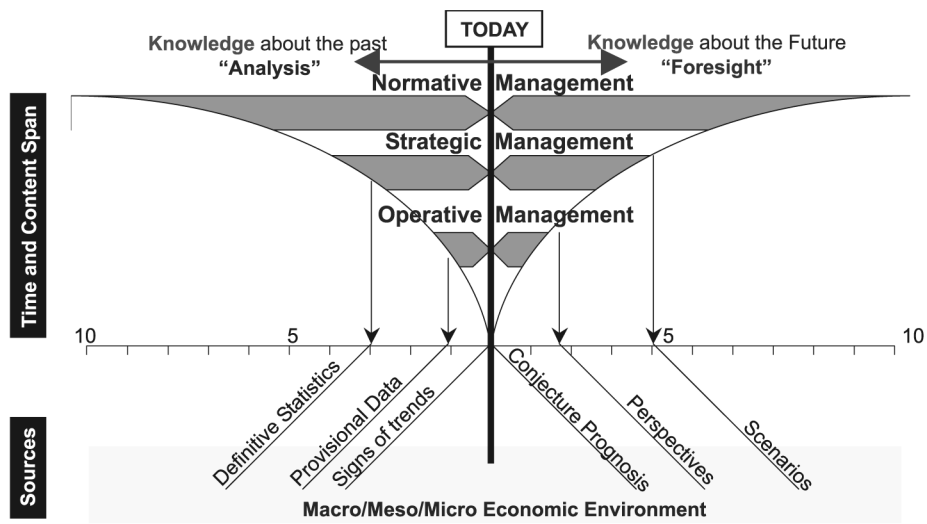 TODAY
Knowledge about the past
“Analysis”
Knowledge about the Future
“Foresight”
Normative Management
Strategic Management
Operative Management
Time and Content Span
10 5 5 10
Definitive Statistics
Provisional Data
Signs of trends
Conjecture Prognosis
Perspectives
Scenarios
Sources
Macro/Meso/Micro Economic Environment